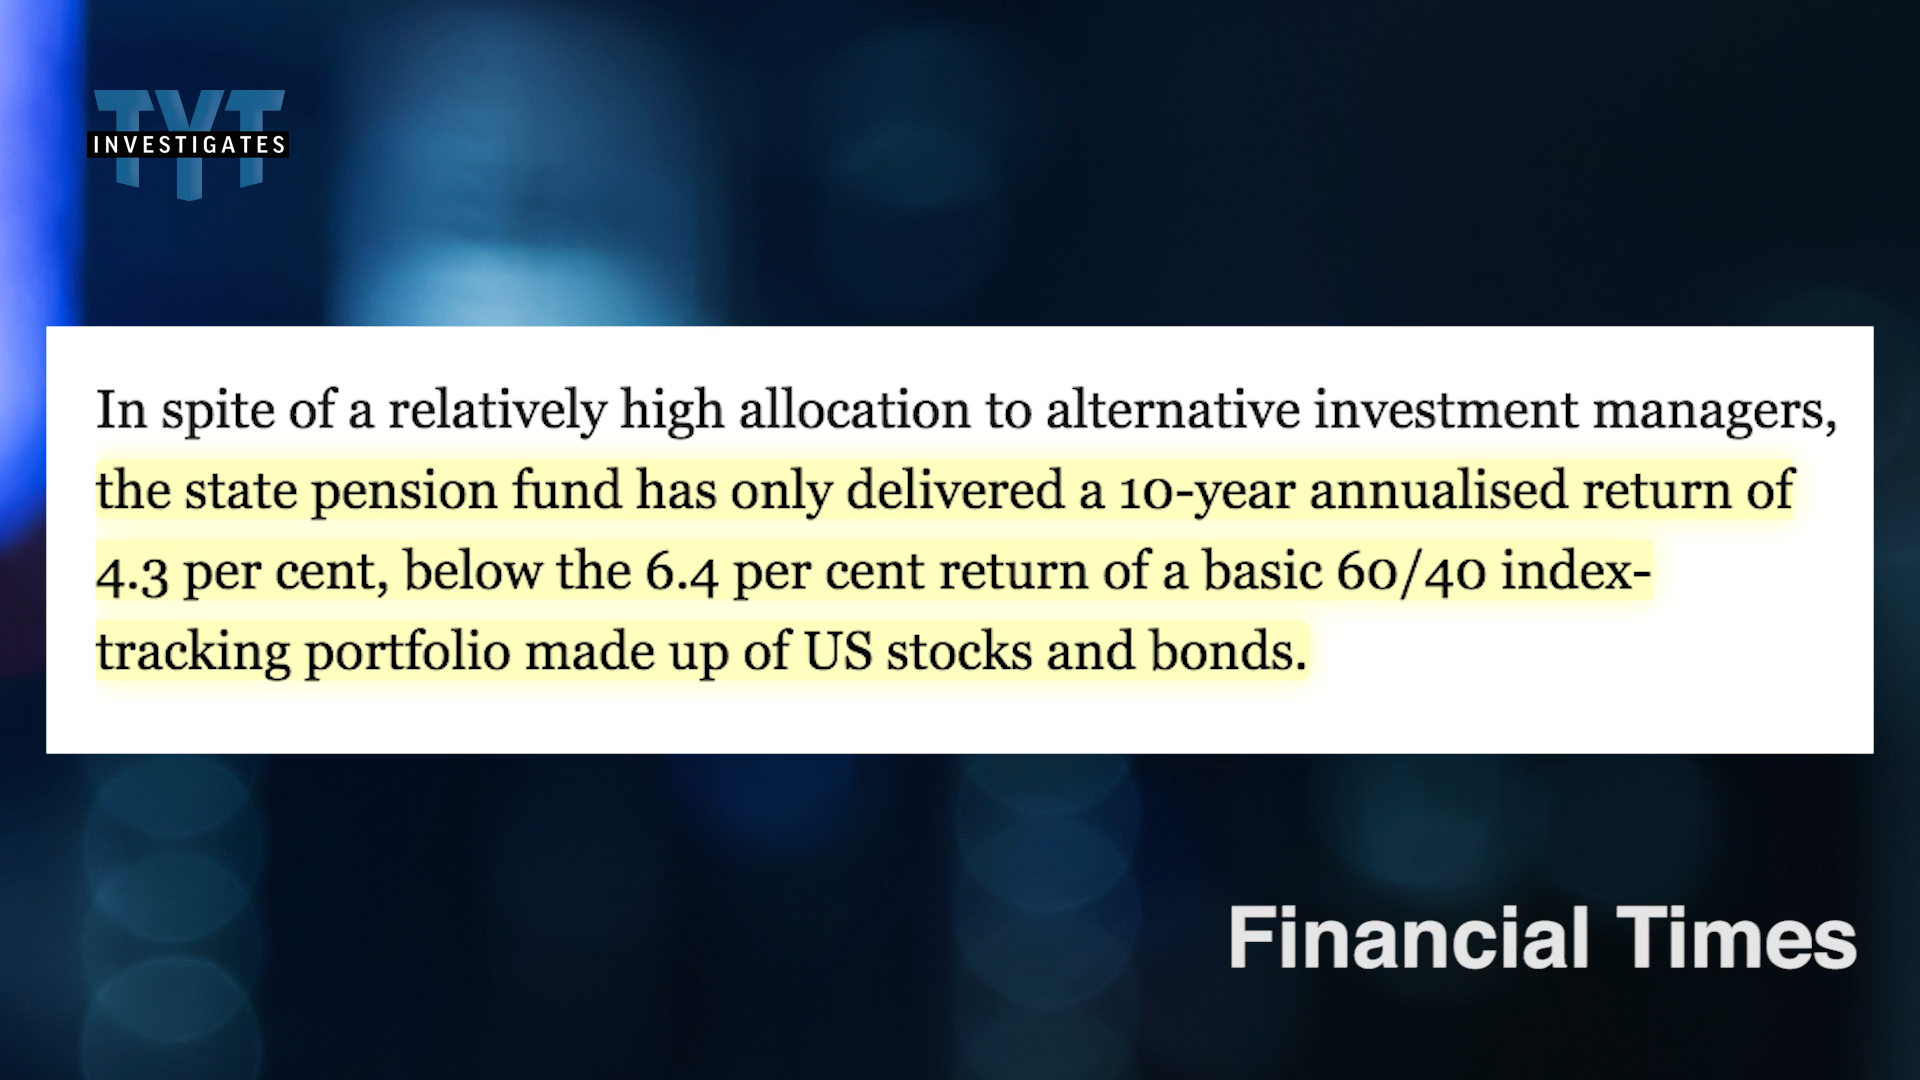 TYT
INVESTIGATES
In spite of a relatively high allocation to alternative investment managers,
the state pension fund has only delivered a 10-year annualised return of
4.3 per cent, below the 6.4 per cent return of a basic 60/40 index-
tracking portfolio made up of US stocks and bonds.
Financial Times